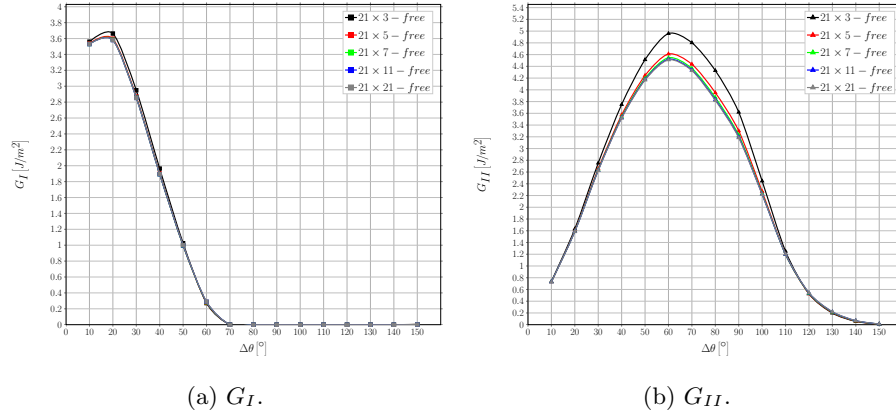 G_I [J/m²]
4
3.8
3.6
3.4
3.2
3
2.8
2.6
2.4
2.2
2
1.8
1.6
1.4
1.2
1
0.8
0.6
0.4
0.2
0
21 × 3 − free
21 × 5 − free
21 × 7 − free
21 × 11 − free
21 × 21 − free
0 10 20 30 40 50 60 70 80 90 100 110 120 130 140 150
Δθ [°]
(a) G_I.
G_II [J/m²]
5.4
5.2
5
4.8
4.6
4.4
4.2
4
3.8
3.6
3.4
3.2
3
2.8
2.6
2.4
2.2
2
1.8
1.6
1.4
1.2
1
0.8
0.6
0.4
0.2
0
21 × 3 − free
21 × 5 − free
21 × 7 − free
21 × 11 − free
21 × 21 − free
0 10 20 30 40 50 60 70 80 90 100 110 120 130 140 150
Δθ [°]
(b) G_II.